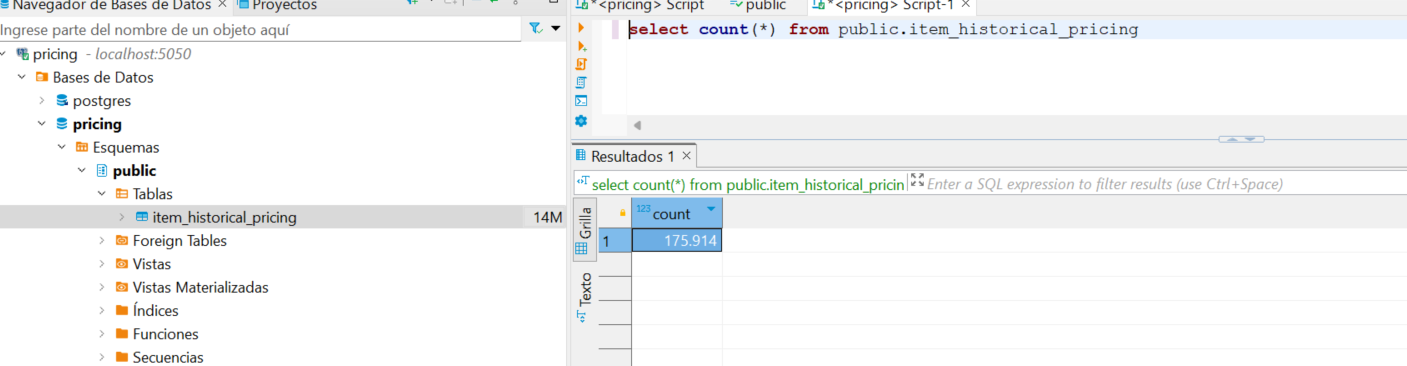 Navegador de Bases de Datos
Proyectos
Ingrese parte del nombre de un objeto aquí
pricing - localhost:5050
Bases de Datos
postgres
pricing
Esquemas
public
Tablas
item_historical_pricing 14M
Foreign Tables
Vistas
Vistas Materializadas
Índices
Funciones
Secuencias
*<pricing> Script
public
*<pricing> Script-1
select count(*) from public.item_historical_pricing
Resultados 1
select count(*) from public.item_historical_pricin
Enter a SQL expression to filter results (use Ctrl+Space)
Grilla
Texto
123 count
1 175.914